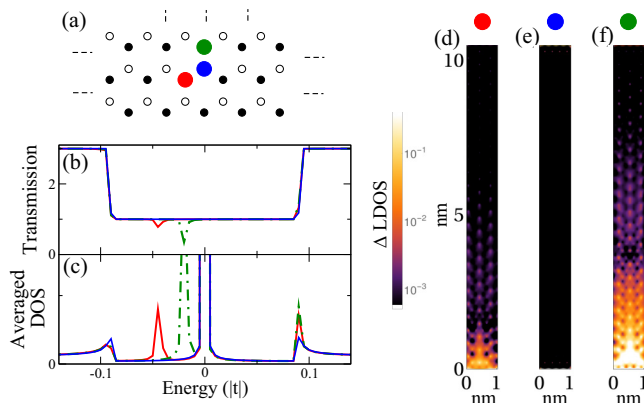 (a)
(b)
Transmission
2
1
0
(c)
Averaged
DOS
0
-0.1
0
0.1
Energy (|t|)
(d)
(e)
(f)
Δ LDOS
10⁻¹
10⁻²
10⁻³
nm
10
5
0
0 1
nm
0 1
nm
0 1
nm